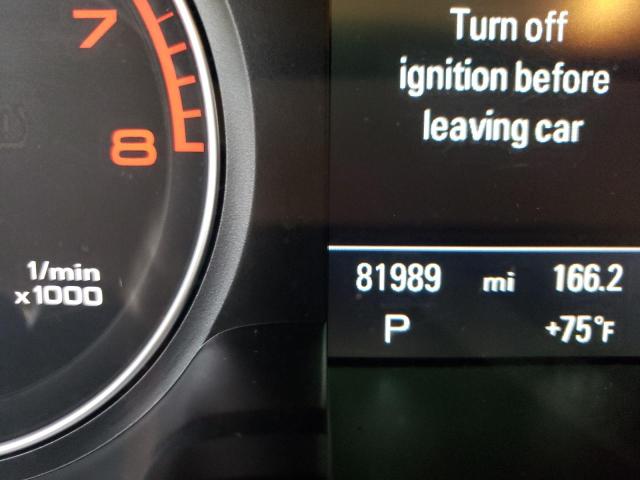 7
8
1/min
x1000
Turn off
ignition before
leaving car
81989 mi 166.2
P +75°F